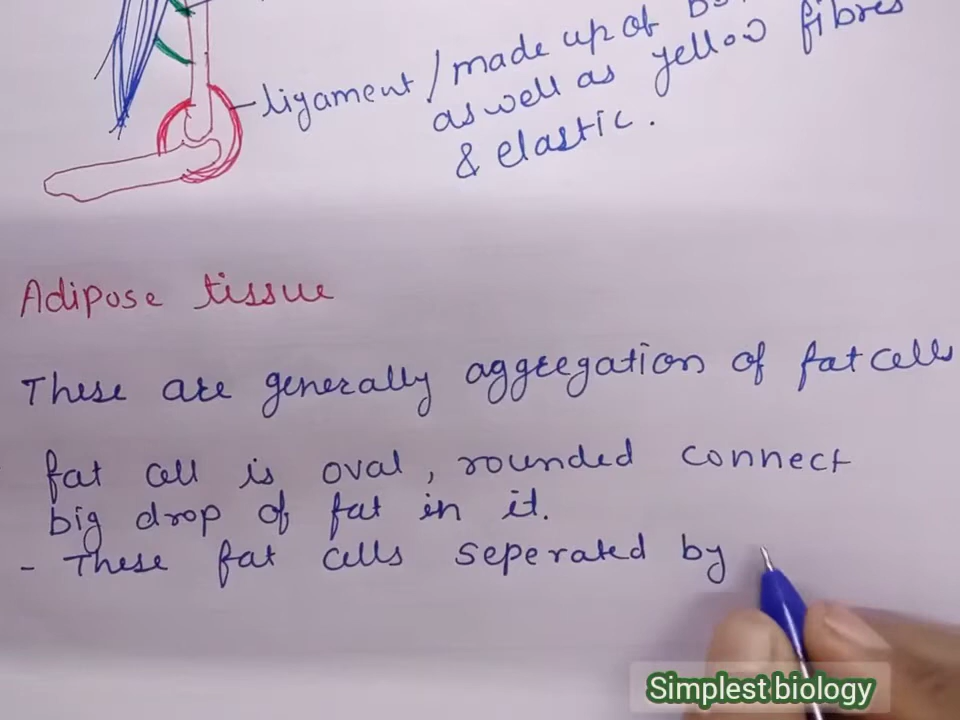 ligament / made up of
as well as yellow fibres
& elastic.
Adipose tissue
These are generally aggregation of fat cells
fat cell is oval, rounded connect
big drop of fat in it.
- These fat cells seperated by
Simplest biology